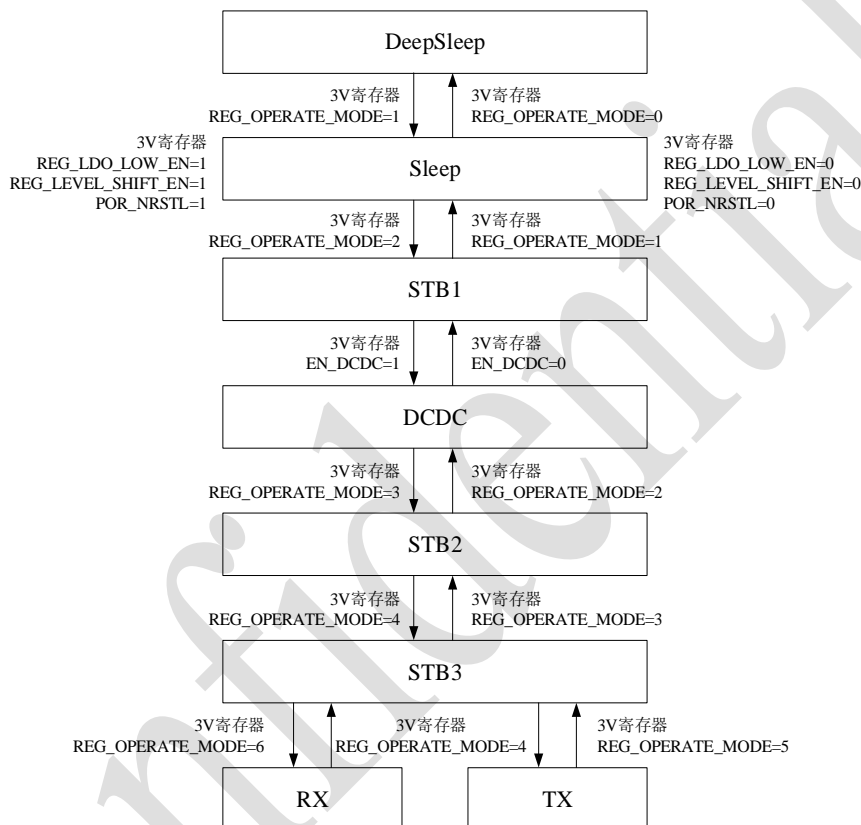 DeepSleep
3V寄存器
REG_OPERATE_MODE=1
3V寄存器
REG_OPERATE_MODE=0
3V寄存器
REG_LDO_LOW_EN=1
REG_LEVEL_SHIFT_EN=1
POR_NRSTL=1
Sleep
3V寄存器
REG_LDO_LOW_EN=0
REG_LEVEL_SHIFT_EN=0
POR_NRSTL=0
3V寄存器
REG_OPERATE_MODE=2
3V寄存器
REG_OPERATE_MODE=1
STB1
3V寄存器
EN_DCDC=1
3V寄存器
EN_DCDC=0
DCDC
3V寄存器
REG_OPERATE_MODE=3
3V寄存器
REG_OPERATE_MODE=2
STB2
3V寄存器
REG_OPERATE_MODE=4
3V寄存器
REG_OPERATE_MODE=3
STB3
3V寄存器
REG_OPERATE_MODE=6
3V寄存器
REG_OPERATE_MODE=4
3V寄存器
REG_OPERATE_MODE=5
RX
TX
nfidential